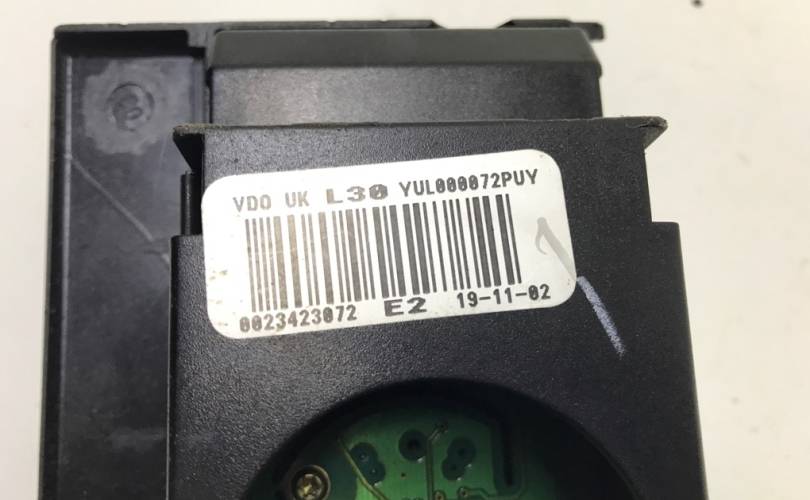 VDO UK L30 YUL000072PUY
0023423072 E2 19-11-02